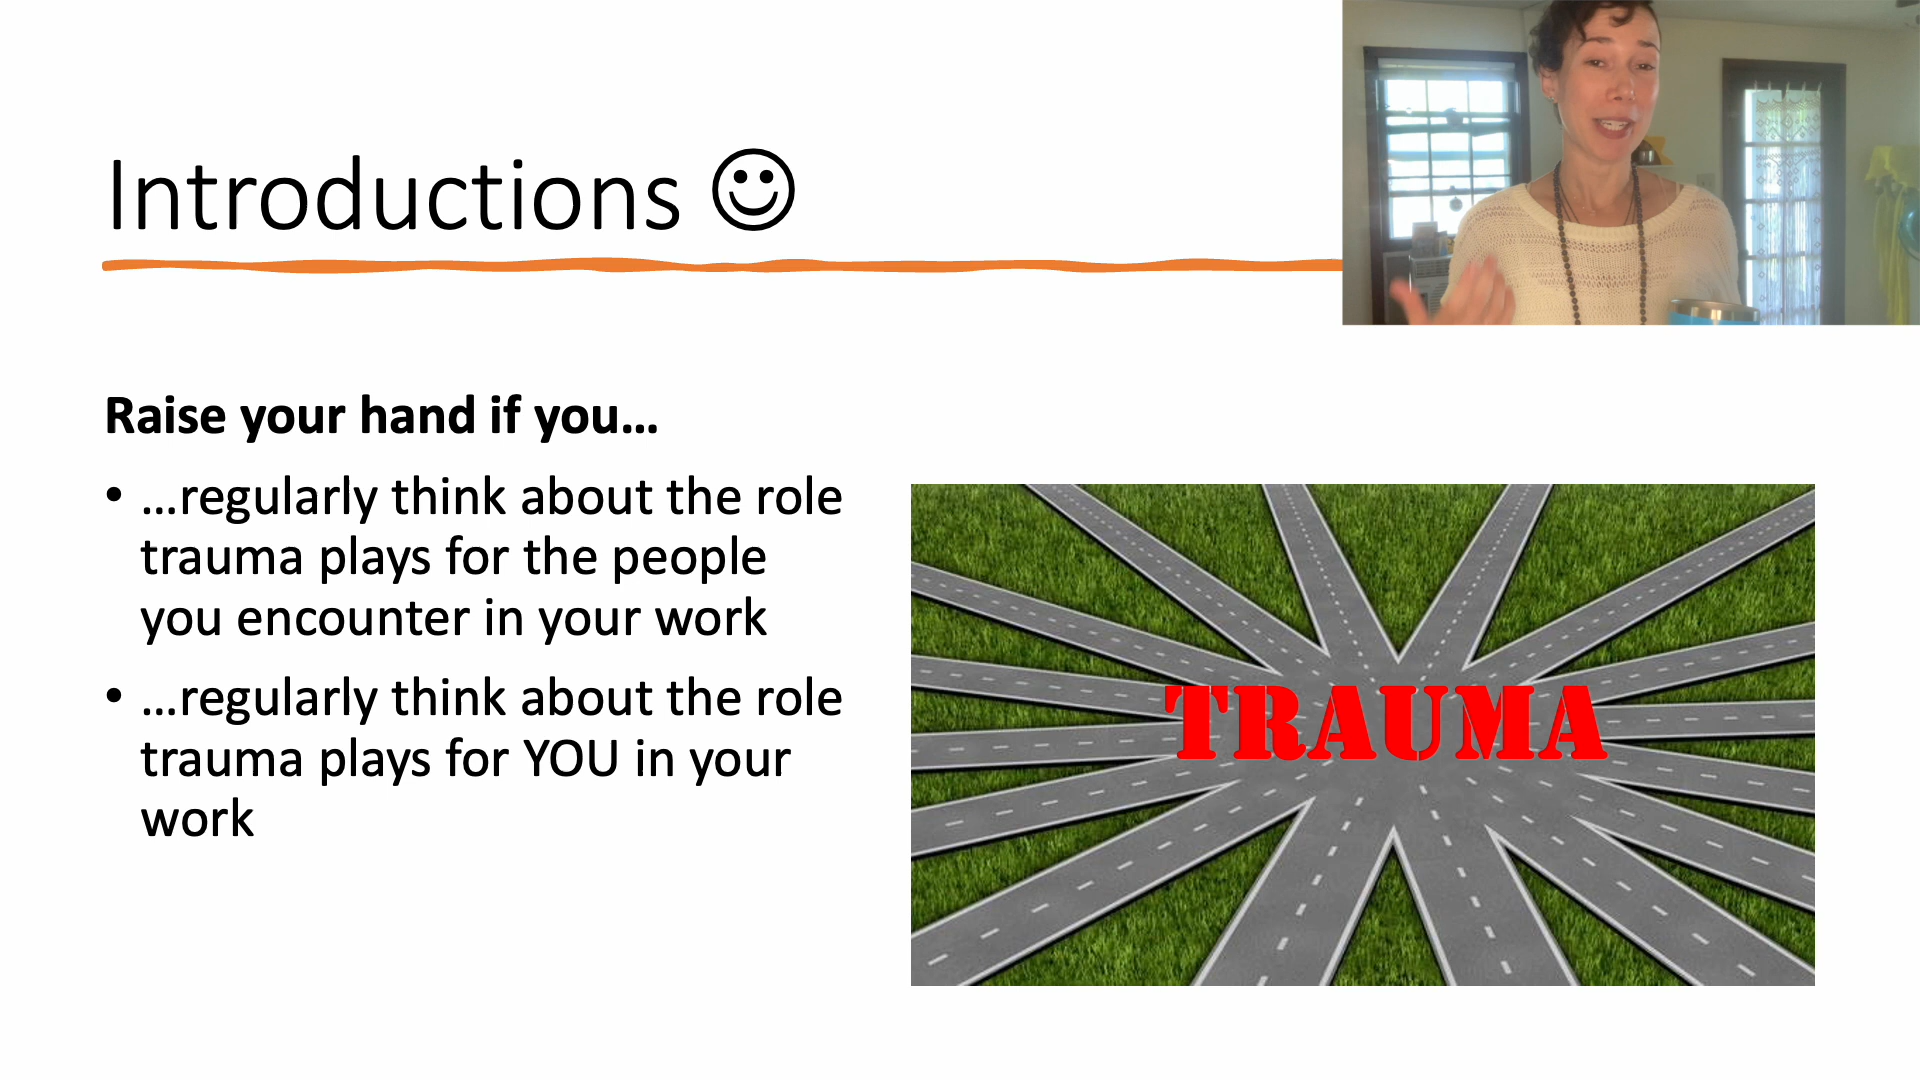 Introductions ☺
Raise your hand if you…
• …regularly think about the role
trauma plays for the people
you encounter in your work
• …regularly think about the role
trauma plays for YOU in your
work
TRAUMA